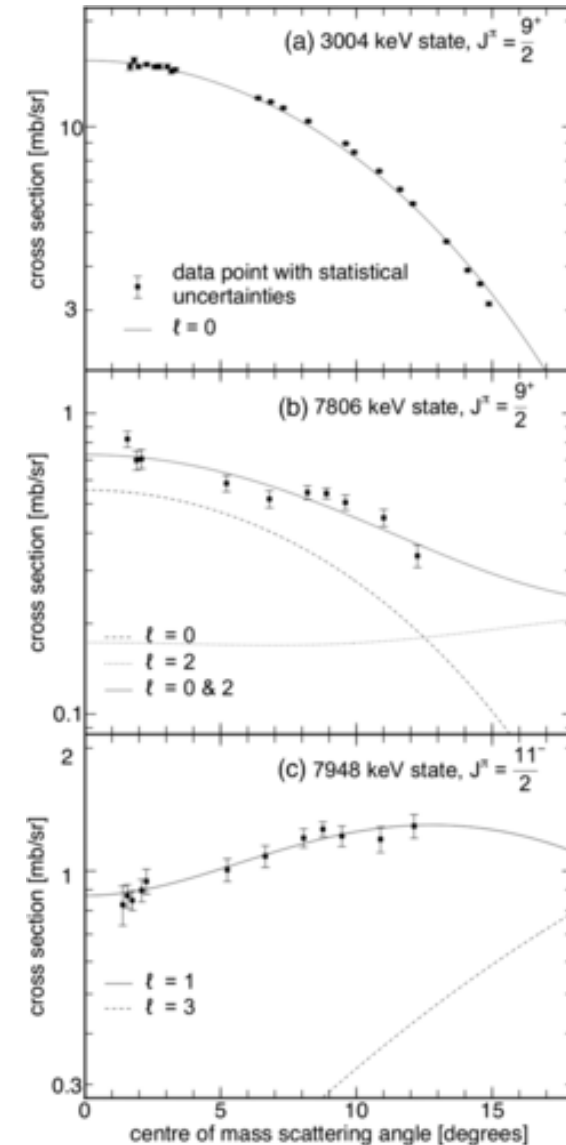 (a) 3004 keV state, J^π = 9/2^+
cross section [mb/sr]
10
3
data point with statistical
uncertainties
ℓ = 0
(b) 7806 keV state, J^π = 9/2^+
cross section [mb/sr]
1
0.1
ℓ = 0
ℓ = 2
ℓ = 0 & 2
(c) 7948 keV state, J^π = 11/2^-
cross section [mb/sr]
2
1
0.3
ℓ = 1
ℓ = 3
0 5 10 15
centre of mass scattering angle [degrees]